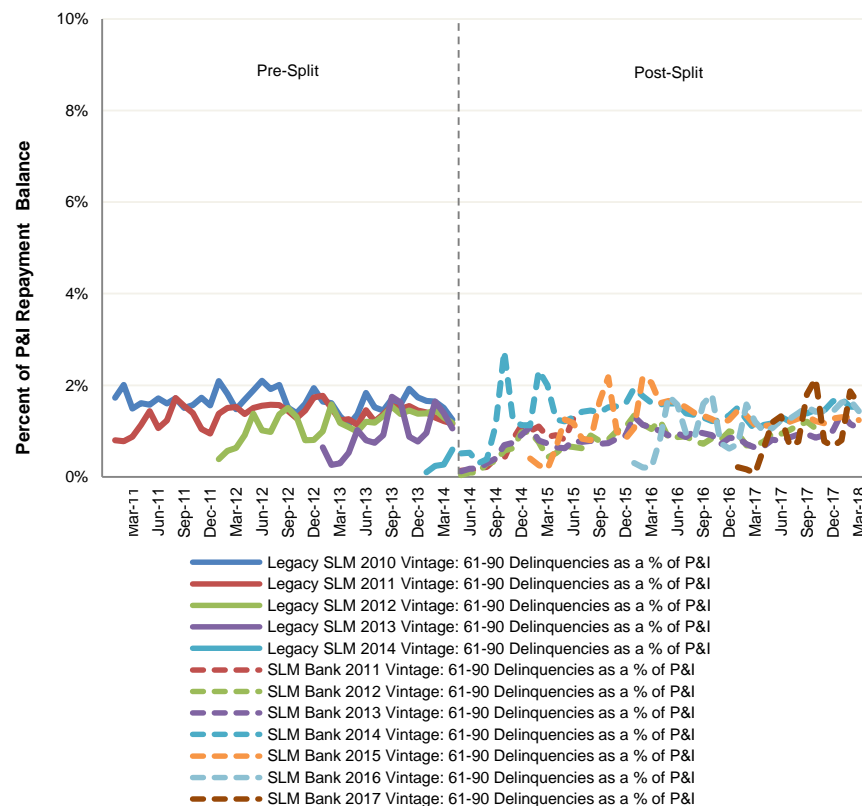 10%
8%
6%
4%
2%
0%
Percent of P&I Repayment Balance
Pre-Split
Post-Split
Mar-11
Jun-11
Sep-11
Dec-11
Mar-12
Jun-12
Sep-12
Dec-12
Mar-13
Jun-13
Sep-13
Dec-13
Mar-14
Jun-14
Sep-14
Dec-14
Mar-15
Jun-15
Sep-15
Dec-15
Mar-16
Jun-16
Sep-16
Dec-16
Mar-17
Jun-17
Sep-17
Dec-17
Mar-18
Legacy SLM 2010 Vintage: 61-90 Delinquencies as a % of P&I
Legacy SLM 2011 Vintage: 61-90 Delinquencies as a % of P&I
Legacy SLM 2012 Vintage: 61-90 Delinquencies as a % of P&I
Legacy SLM 2013 Vintage: 61-90 Delinquencies as a % of P&I
Legacy SLM 2014 Vintage: 61-90 Delinquencies as a % of P&I
SLM Bank 2011 Vintage: 61-90 Delinquencies as a % of P&I
SLM Bank 2012 Vintage: 61-90 Delinquencies as a % of P&I
SLM Bank 2013 Vintage: 61-90 Delinquencies as a % of P&I
SLM Bank 2014 Vintage: 61-90 Delinquencies as a % of P&I
SLM Bank 2015 Vintage: 61-90 Delinquencies as a % of P&I
SLM Bank 2016 Vintage: 61-90 Delinquencies as a % of P&I
SLM Bank 2017 Vintage: 61-90 Delinquencies as a % of P&I